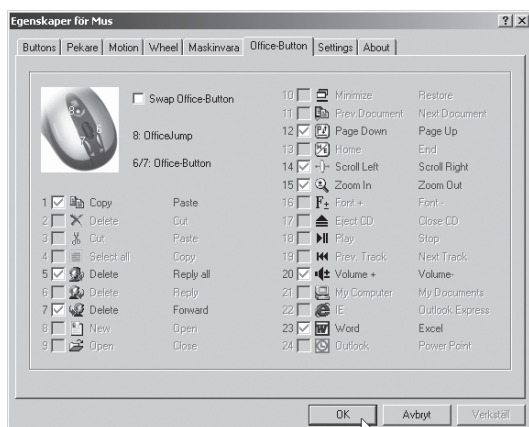 Egenskaper för Mus
Buttons Pekare Motion Wheel Maskinvara Office-Button Settings About
Swap Office-Button
8: OfficeJump
6/7: Office-Button
8
7 6
1 Copy Paste
2 Delete Cut
3 Cut Paste
4 Select all Copy
5 Delete Reply all
6 Delete Reply
7 Delete Forward
8 New Open
9 Open Close
10 Minimize Restore
11 Prev.Document Next Document
12 Page Down Page Up
13 Home End
14 Scroll Left Scroll Right
15 Zoom In Zoom Out
16 Font + Font -
17 Eject CD Close CD
18 Play Stop
19 Prev. Track Next Track
20 Volume + Volume-
21 My Computer My Documents
22 IE Outlook Express
23 Word Excel
24 Outlook Power Point
OK Avbryt Verkställ